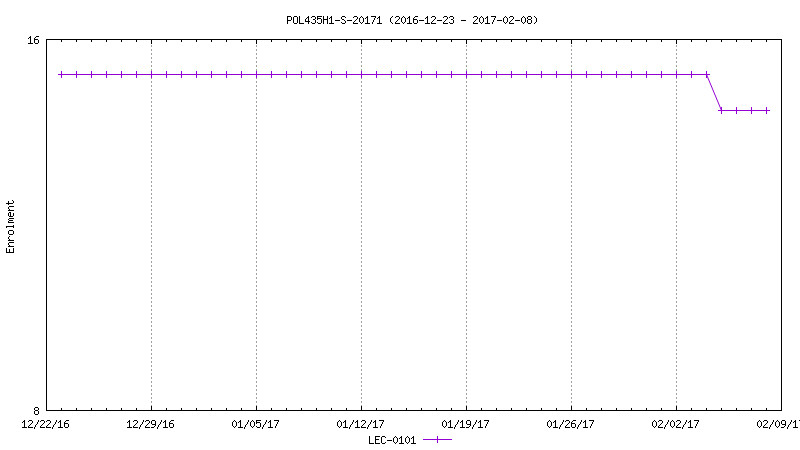 POL435H1-S-20171 (2016-12-23 - 2017-02-08)
16
Enrolment
8
12/22/16 12/29/16 01/05/17 01/12/17 01/19/17 01/26/17 02/02/17 02/09/1
LEC-0101